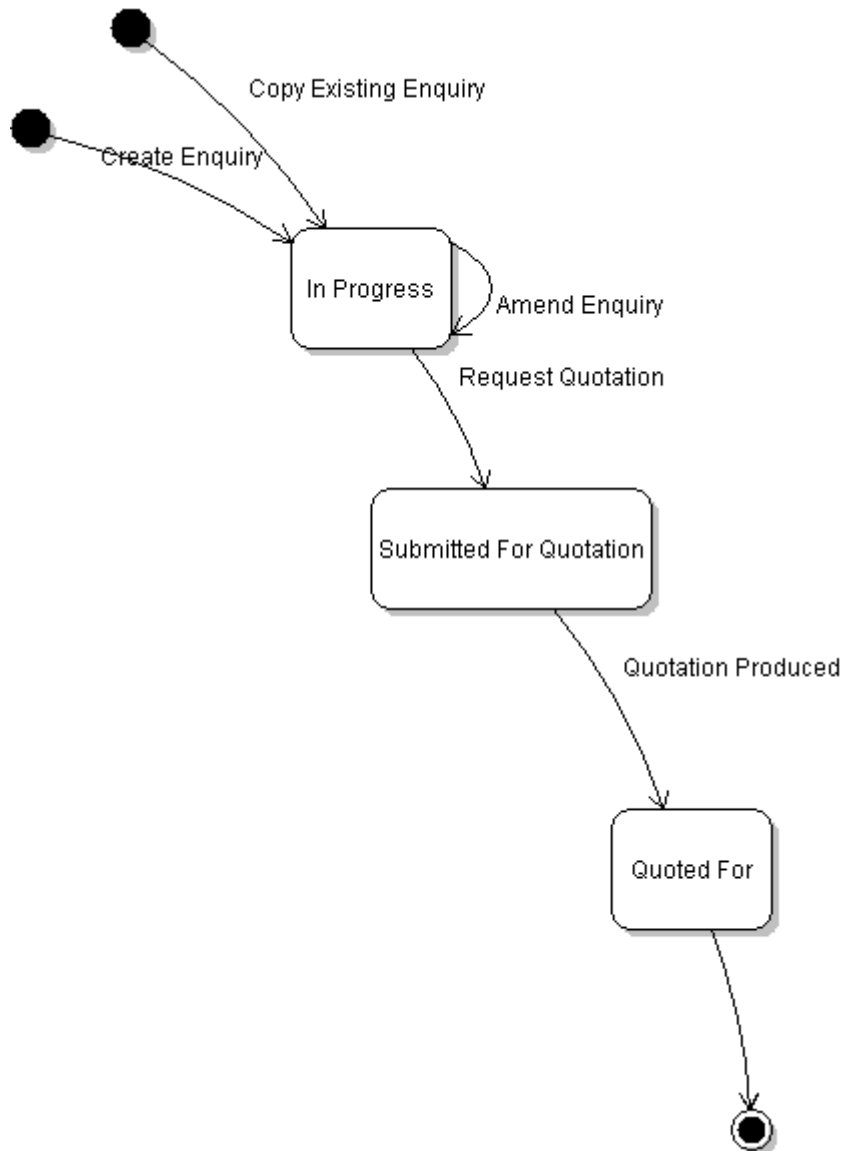 Copy Existing Enquiry
Create Enquiry
In Progress
Amend Enquiry
Request Quotation
Submitted For Quotation
Quotation Produced
Quoted For